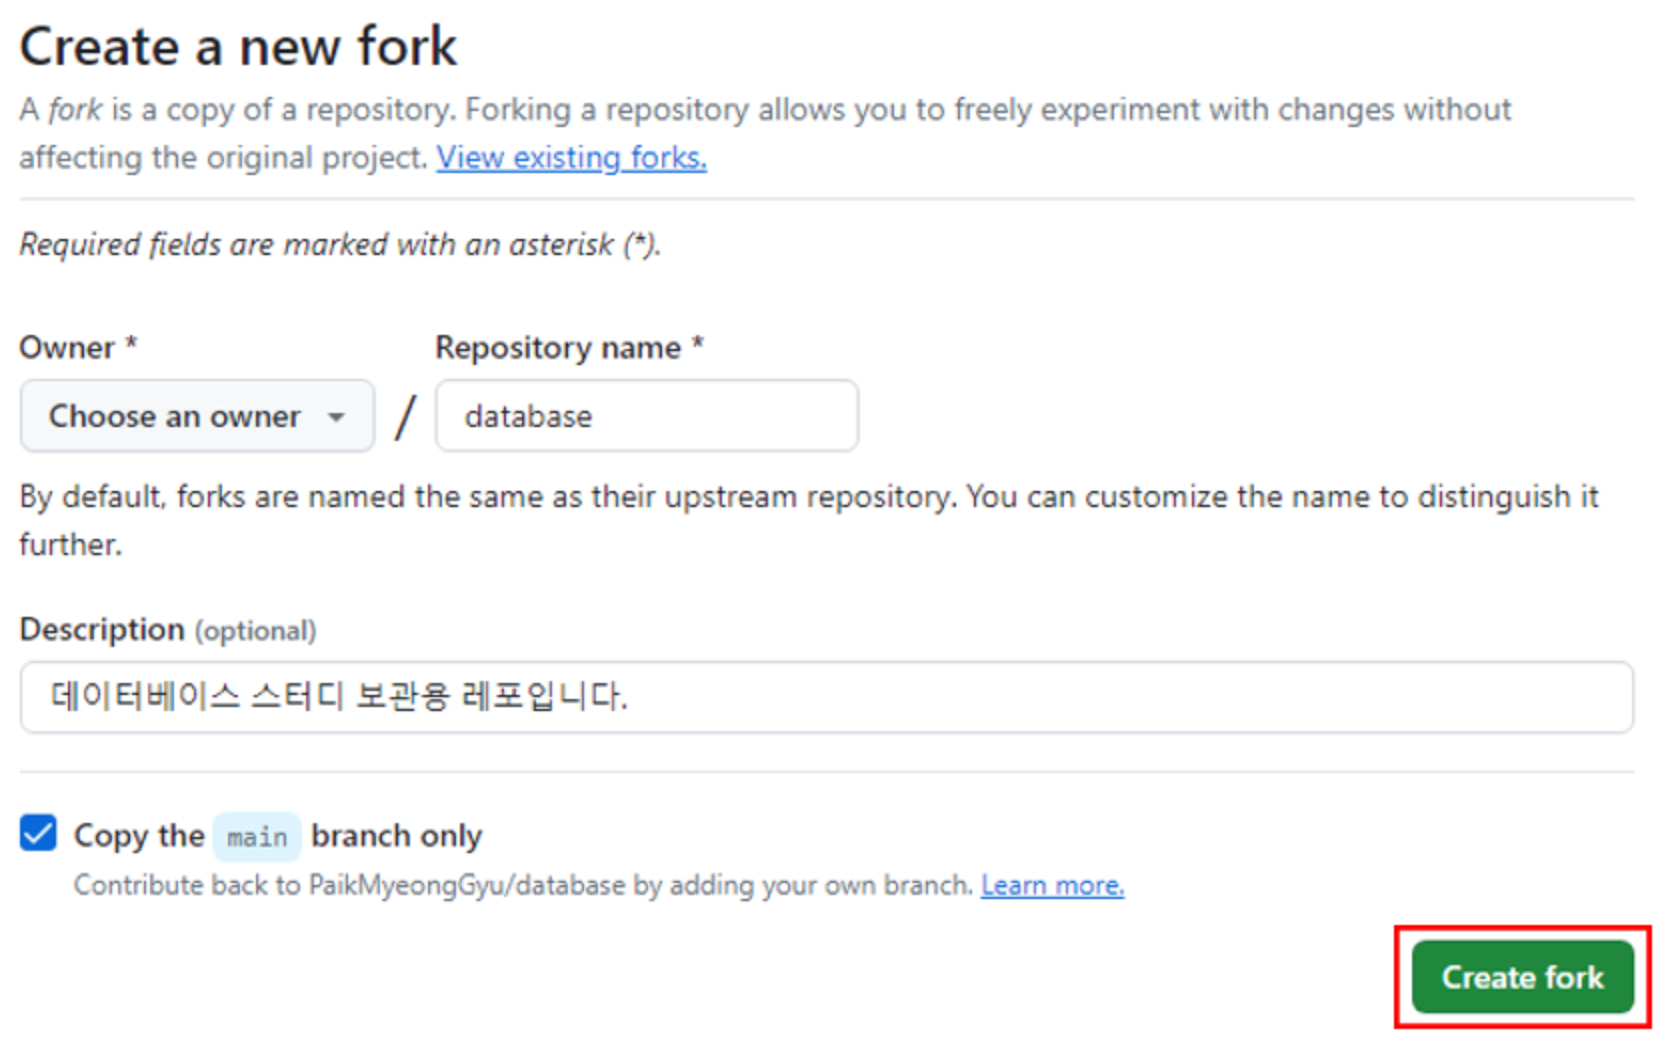 Create a new fork
A fork is a copy of a repository. Forking a repository allows you to freely experiment with changes without
affecting the original project. View existing forks.
Required fields are marked with an asterisk (*).
Owner * Repository name *
Choose an owner / database
By default, forks are named the same as their upstream repository. You can customize the name to distinguish it
further.
Description (optional)
데이터베이스 스터디 보관용 레포입니다.
Copy the main branch only
Contribute back to PaikMyeongGyu/database by adding your own branch. Learn more.
Create fork